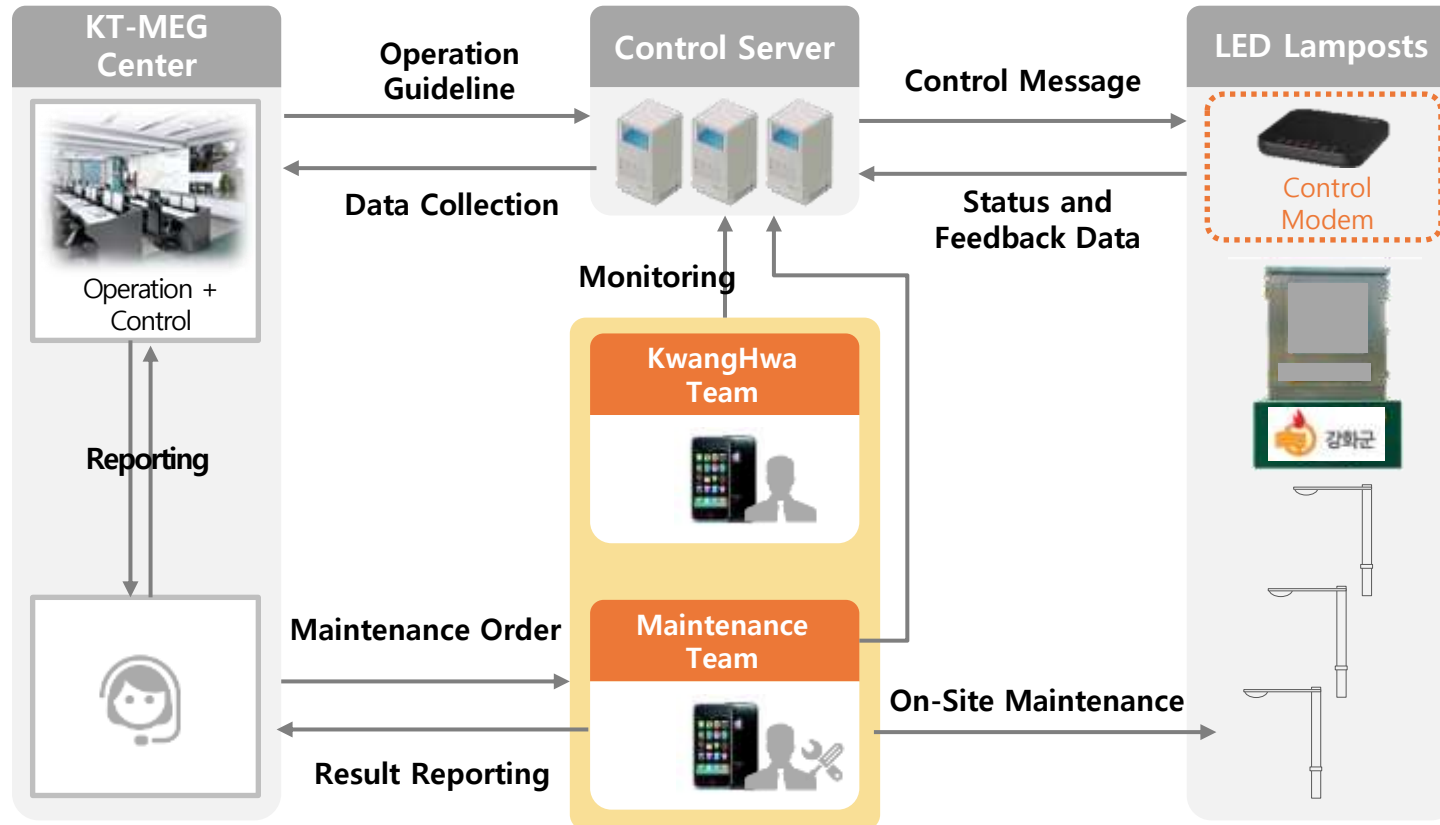 KT-MEG
Center
Operation +
Control
Reporting
Operation
Guideline
Data Collection
Control Server
Monitoring
KwangHwa
Team
Maintenance Order
Result Reporting
Maintenance
Team
Control Message
Status and
Feedback Data
On-Site Maintenance
LED Lamposts
Control
Modem
강화군